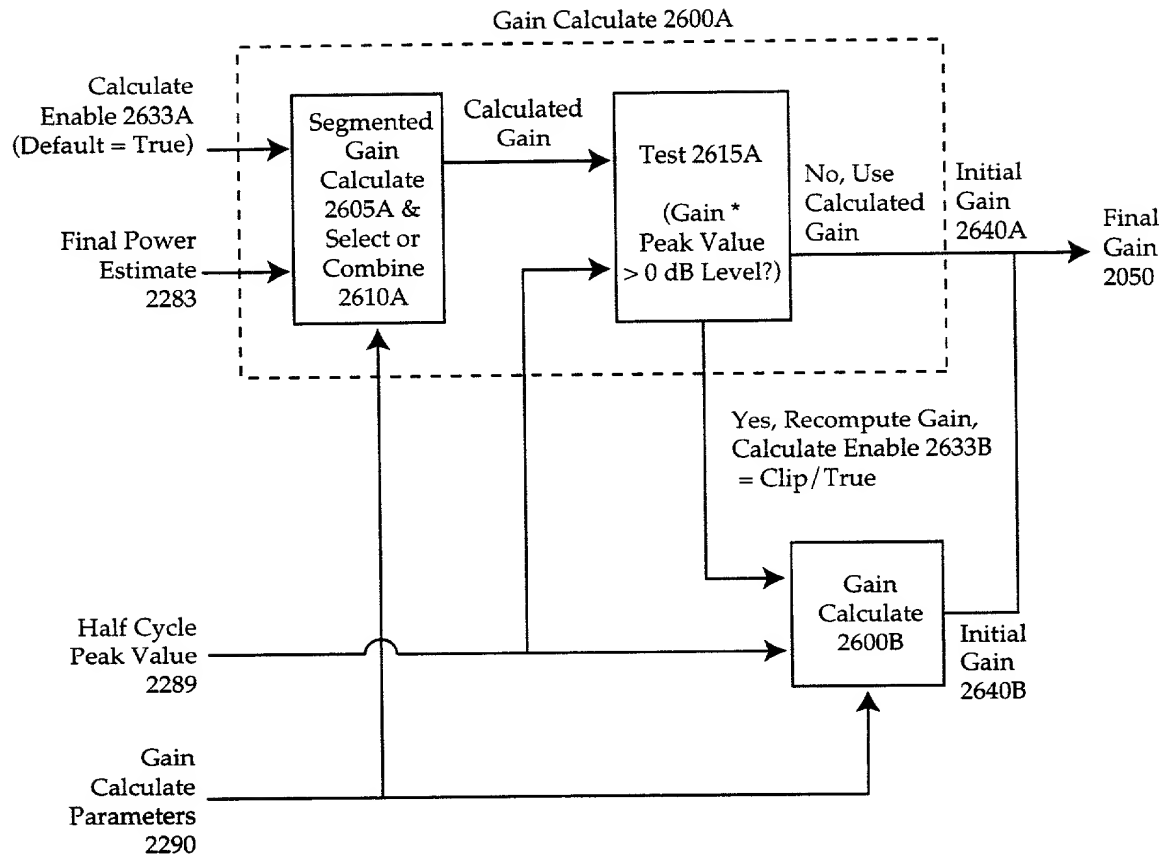 Gain Calculate 2600A
Calculate
Enable 2633A
(Default = True)
Segmented
Gain
Calculate
2605A &
Select or
Combine
2610A
Calculated
Gain
Test 2615A
(Gain *
Peak Value
> 0 dB Level?)
No, Use
Calculated
Gain
Initial
Gain
2640A
Final
Gain
2050
Final Power
Estimate
2283
Yes, Recompute Gain,
Calculate Enable 2633B
= Clip/True
Gain
Calculate
2600B
Initial
Gain
2640B
Half Cycle
Peak Value
2289
Gain
Calculate
Parameters
2290